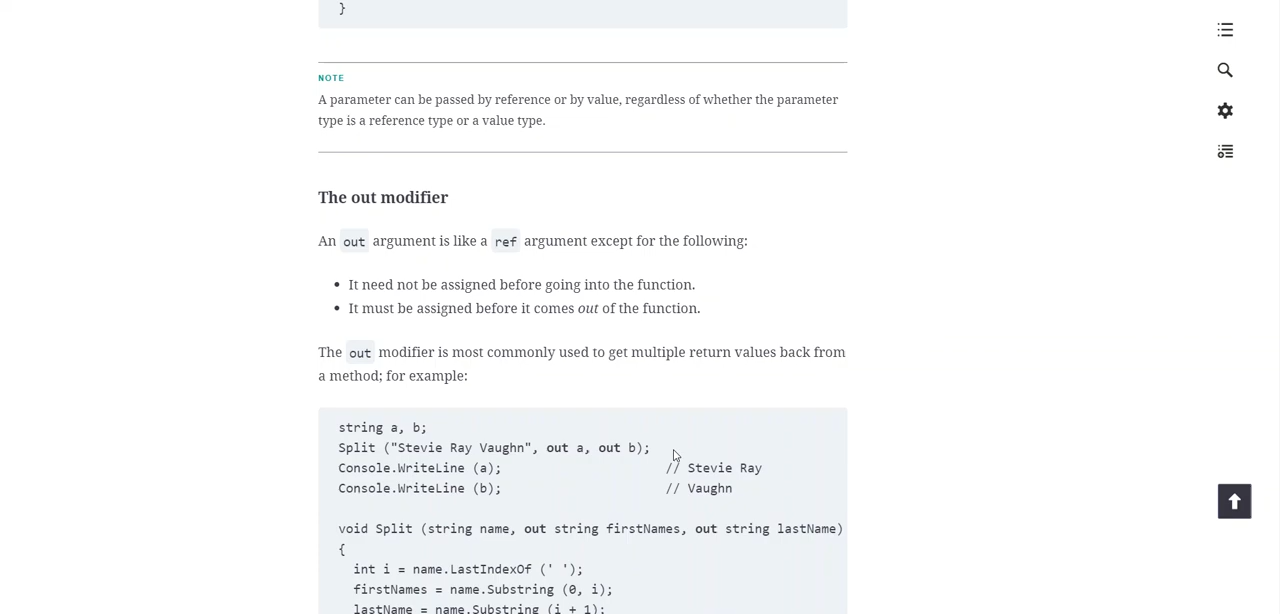 }
NOTE
A parameter can be passed by reference or by value, regardless of whether the parameter
type is a reference type or a value type.
The out modifier
An out argument is like a ref argument except for the following:
• It need not be assigned before going into the function.
• It must be assigned before it comes out of the function.
The out modifier is most commonly used to get multiple return values back from
a method; for example:
string a, b;
Split ("Stevie Ray Vaughn", out a, out b);
Console.WriteLine (a); // Stevie Ray
Console.WriteLine (b); // Vaughn
void Split (string name, out string firstNames, out string lastName)
{
int i = name.LastIndexOf (' ');
firstNames = name.Substring (0, i);
lastName = name.Substring (i + 1);